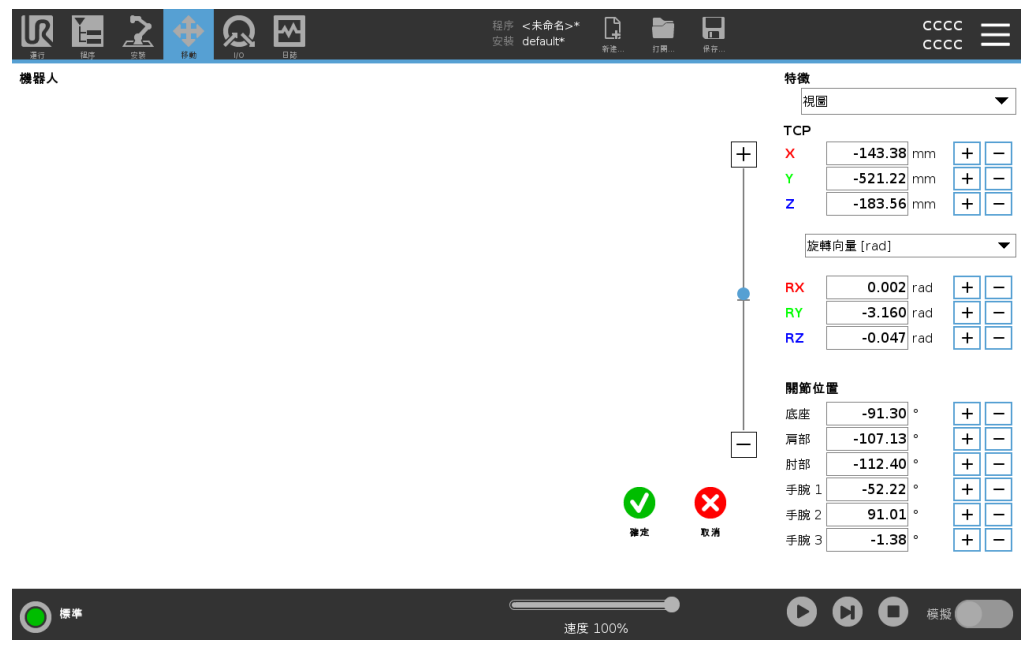 UR
運行
程序
安裝
移動
I/O
日誌
程序 <未命名>*
安裝 default*
新建...
打開...
保存...
cccc
cccc
機器人
特徵
視圖
TCP
X -143.38 mm + −
Y -521.22 mm + −
Z -183.56 mm + −
旋轉向量 [rad]
RX 0.002 rad + −
RY -3.160 rad + −
RZ -0.047 rad + −
關節位置
底座 -91.30 ° + −
肩部 -107.13 ° + −
肘部 -112.40 ° + −
手腕 1 -52.22 ° + −
手腕 2 91.01 ° + −
手腕 3 -1.38 ° + −
確定
取消
標準
速度 100%
模擬